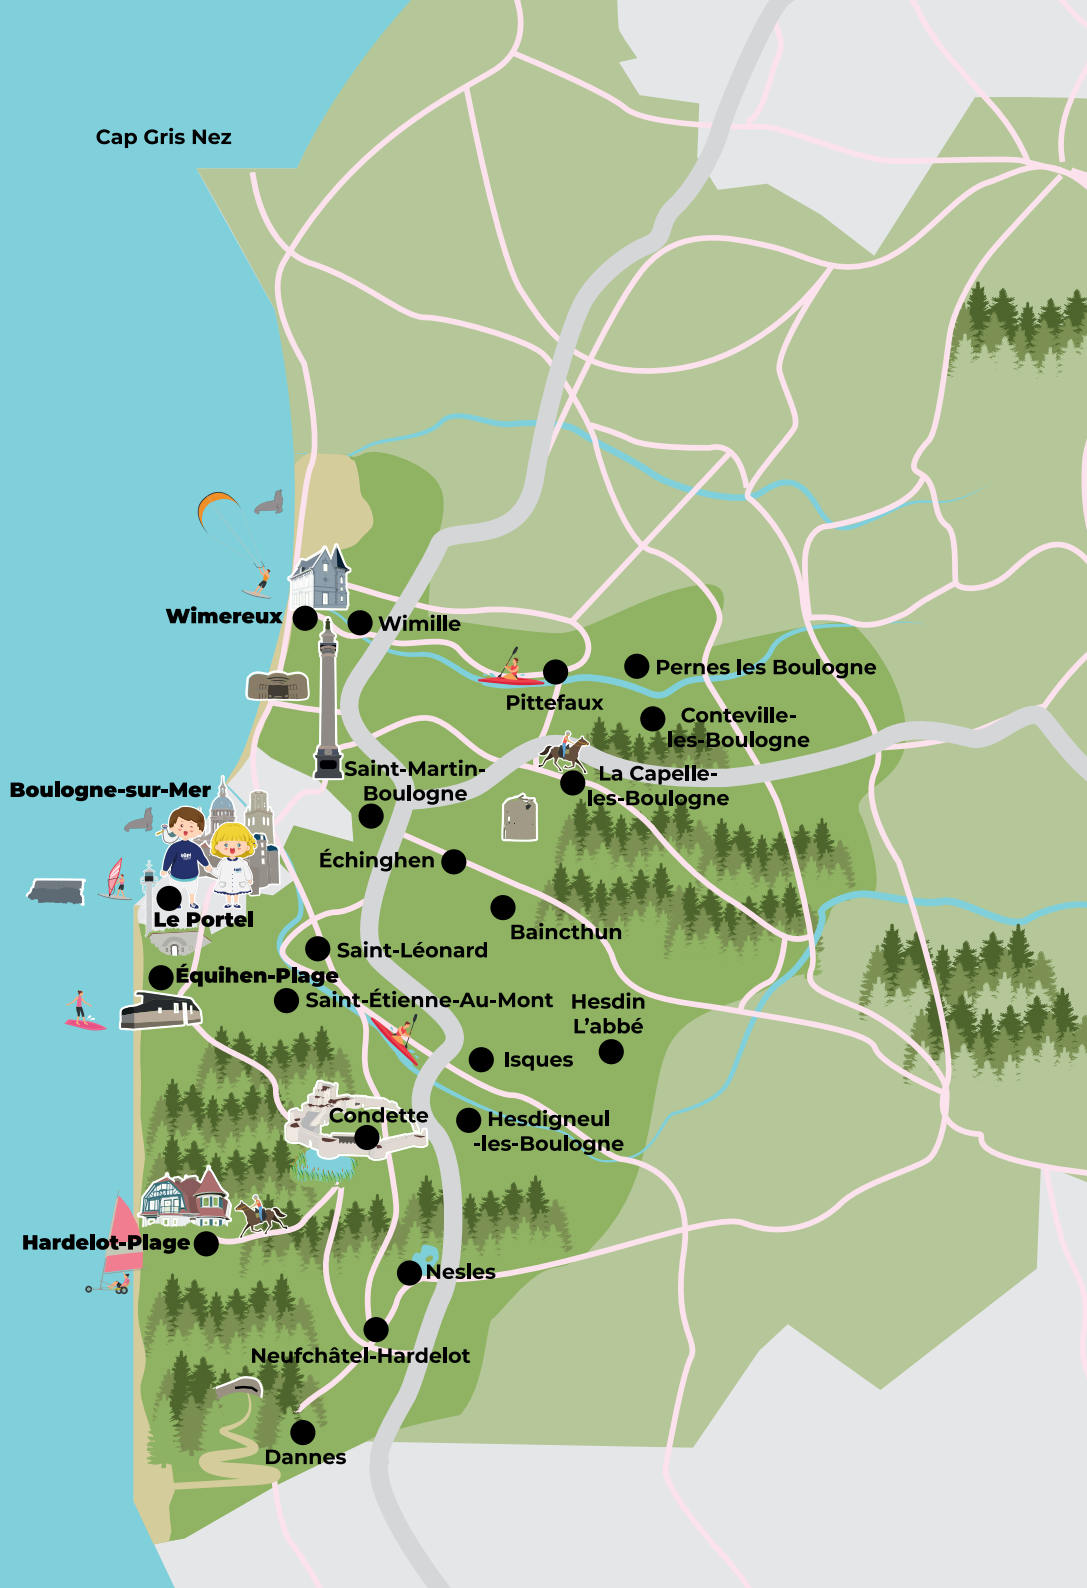 Cap Gris Nez
Wimereux
Wimille
Pernes les Boulogne
Pittefaux
Conteville-
les-Boulogne
Saint-Martin-
Boulogne
La Capelle-
les-Boulogne
Boulogne-sur-Mer
Échinghen
Baincthun
Le Portel
Saint-Léonard
Équihen-Plage
Saint-Étienne-Au-Mont
Hesdin
L'abbé
Isques
Condette
Hesdigneul
-les-Boulogne
Hardelot-Plage
Nesles
Neufchâtel-Hardelot
Dannes